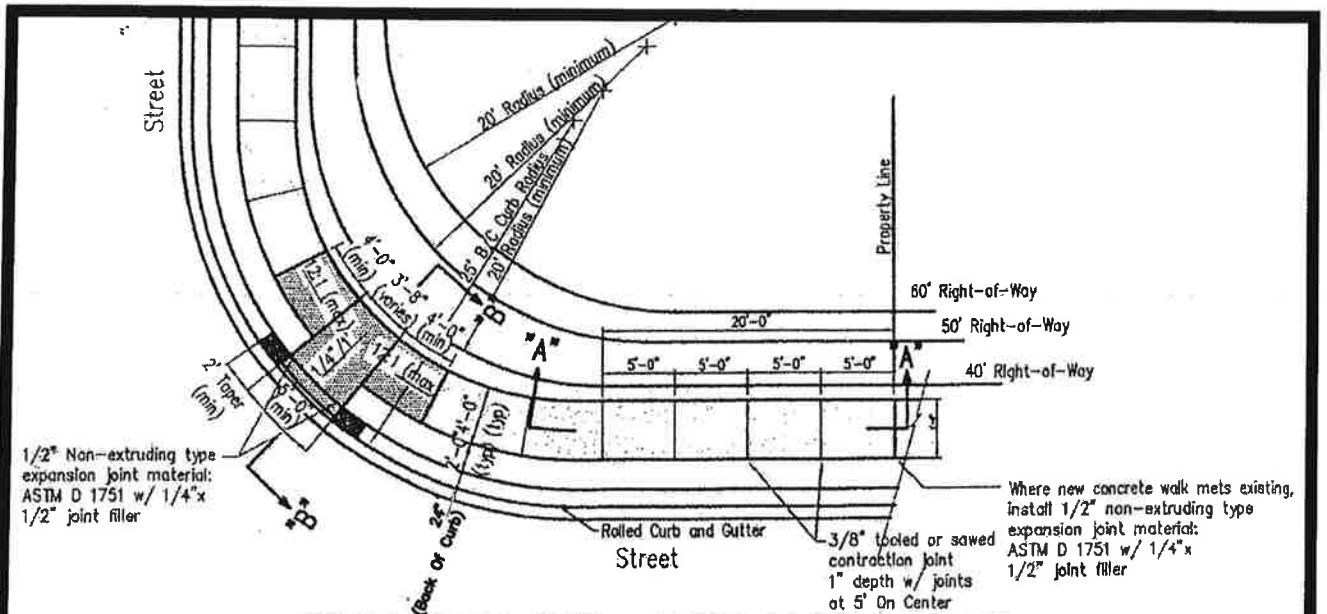 Street
20' Radius (minimum)
20' Radius (minimum)
25' B C Curb Radius
20' Radius (minimum)
Property Line
60' Right-of-Way
50' Right-of-Way
40' Right-of-Way
20'-0"
5'-0"
5'-0"
5'-0"
5'-0"
"A"
"A"
4'-0"
(min)
3'-8"
(varies)
4'-0"
(min)
"B"
12:1 (max)
1/4"/1'
12:1 (max
2' Taper
(min)
5'-0"
min)
2'-0"
(typ)
4'-0"
(typ)
1/2" Non-extruding type
expansion joint material:
ASTM D 1751 w/ 1/4"x
1/2" joint filler
"B"
24"
(Back Of Curb)
Rolled Curb and Gutter
Street
3/8" tooled or sawed
contraction joint
1" depth w/ joints
at 5' On Center
Where new concrete walk mets existing,
install 1/2" non-extruding type
expansion joint material:
ASTM D 1751 w/ 1/4"x
1/2" joint filler